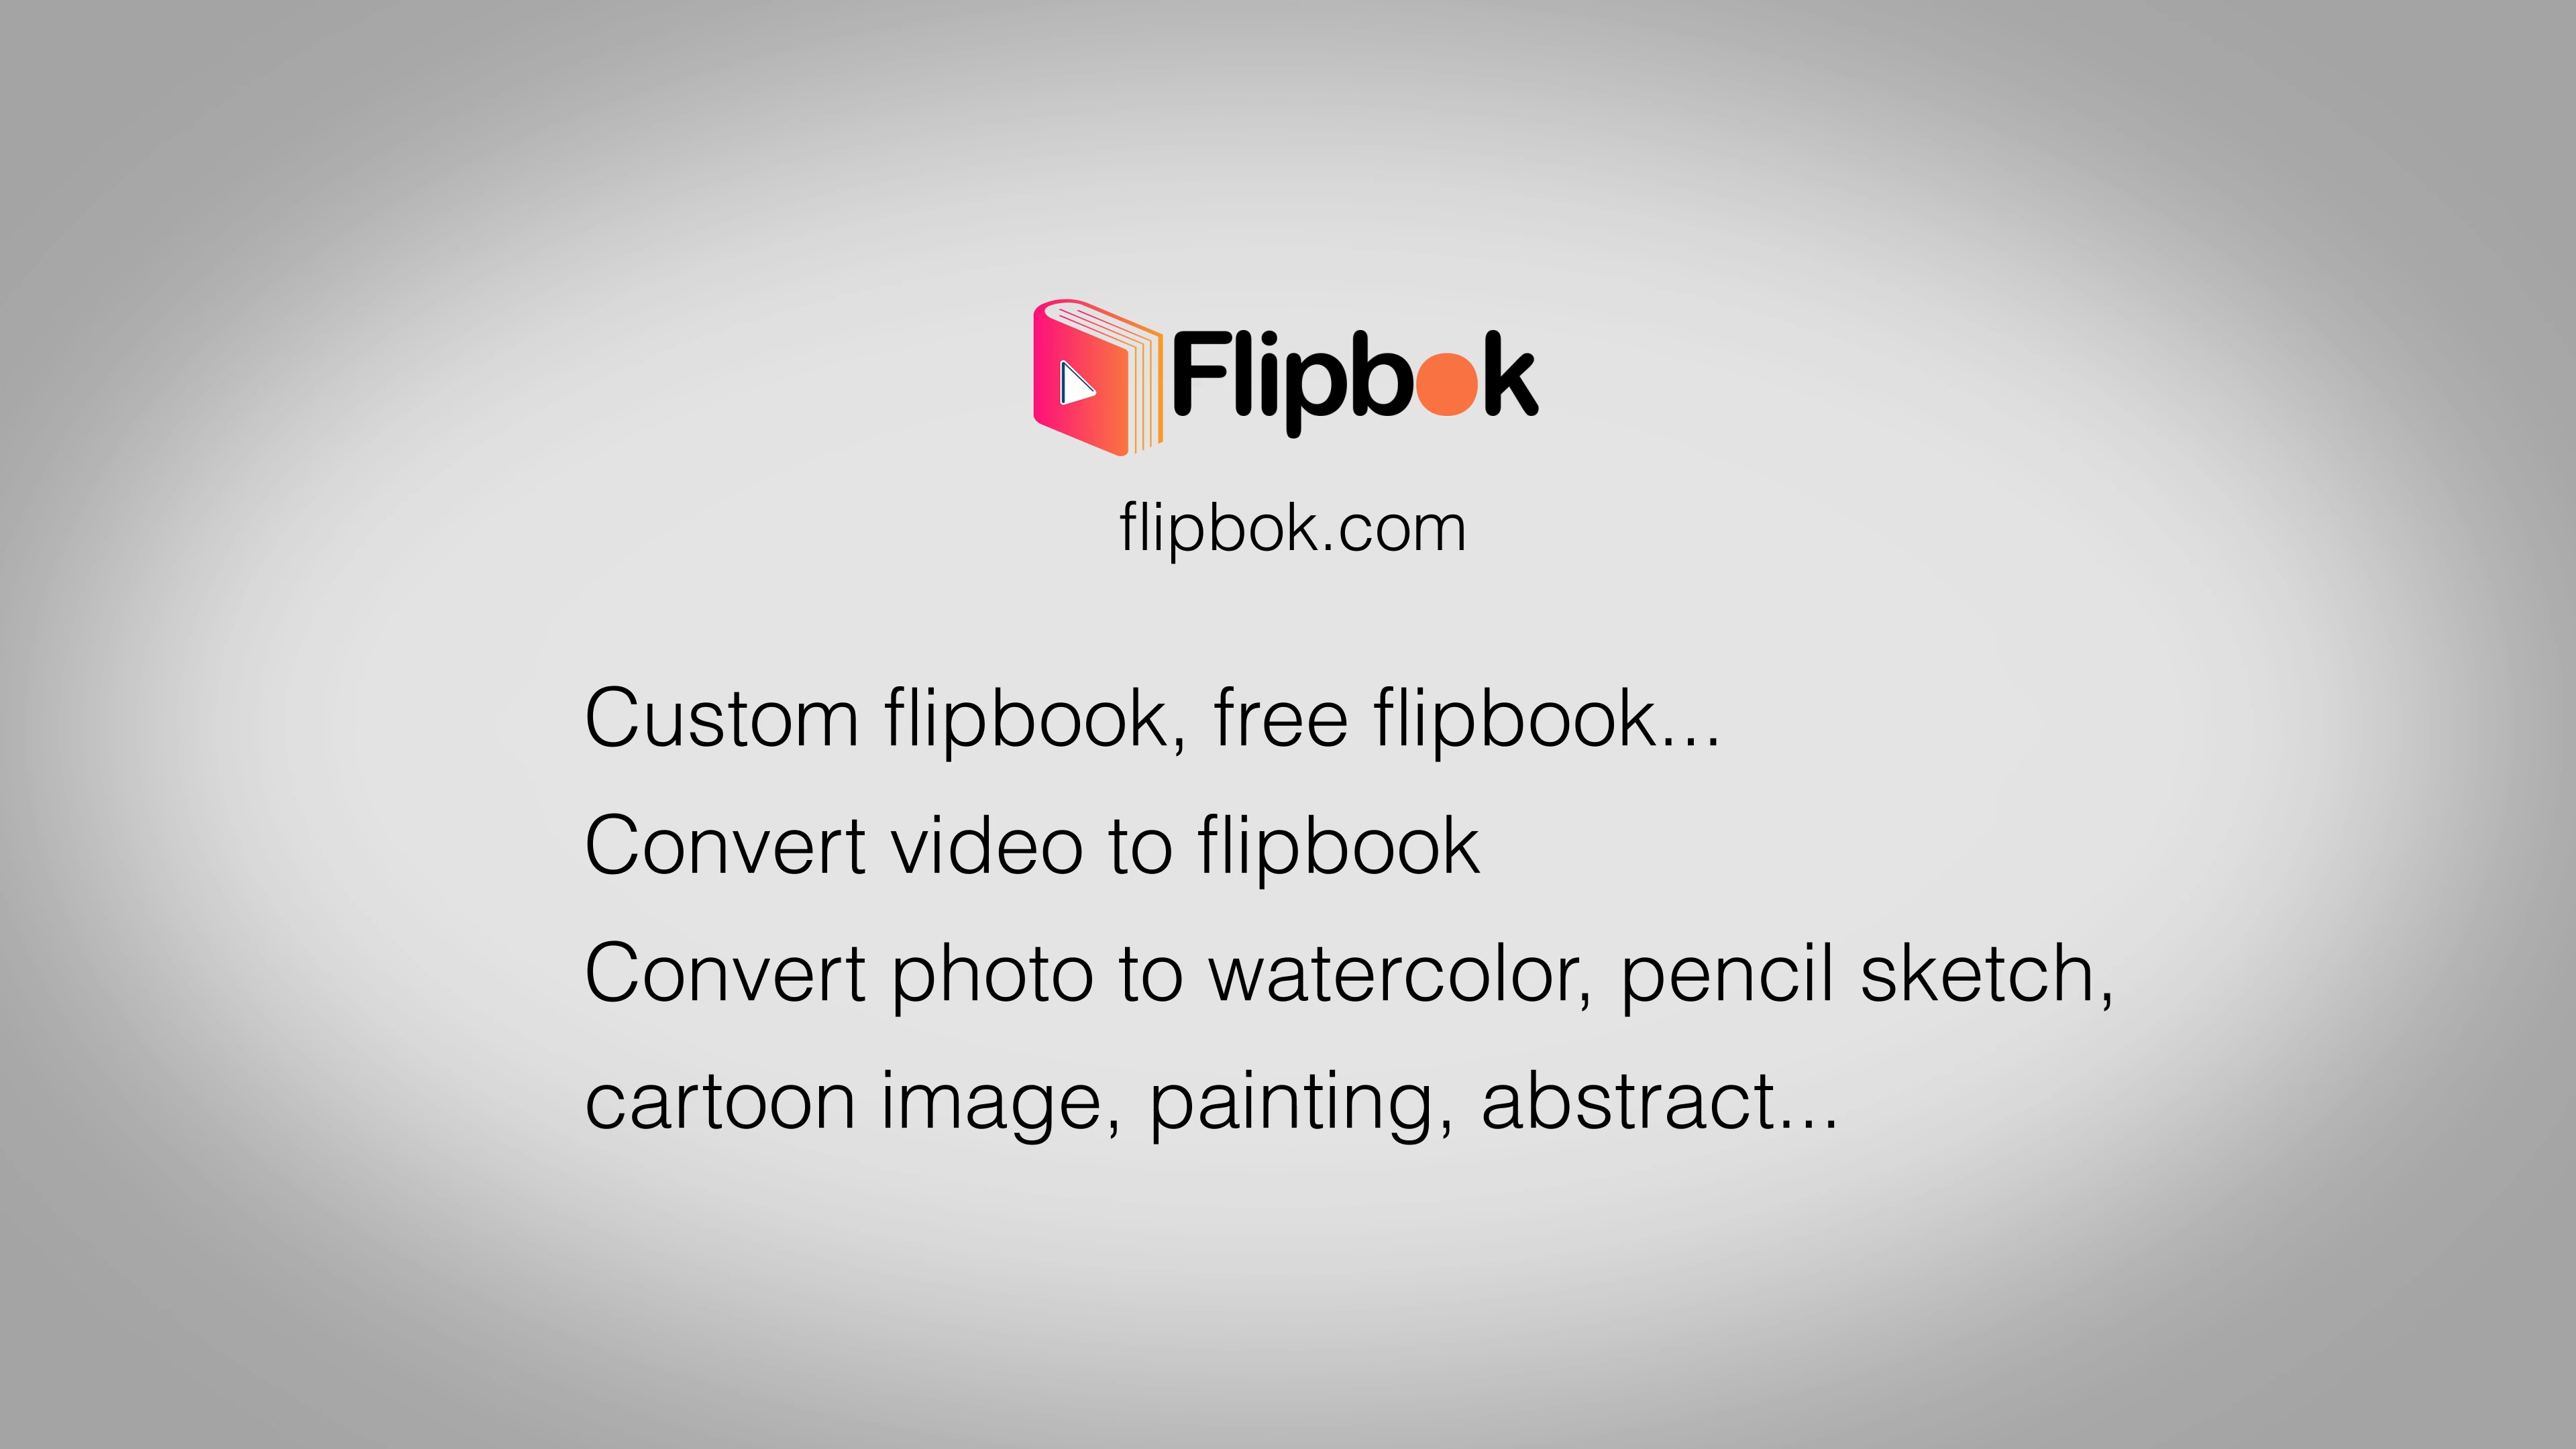 Flipbok
flipbok.com
Custom flipbook, free flipbook...
Convert video to flipbook
Convert photo to watercolor, pencil sketch,
cartoon image, painting, abstract...